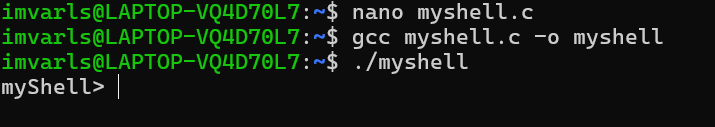 imvarls@LAPTOP-VQ4D70L7:~$ nano myshell.c
imvarls@LAPTOP-VQ4D70L7:~$ gcc myshell.c -o myshell
imvarls@LAPTOP-VQ4D70L7:~$ ./myshell
myShell>